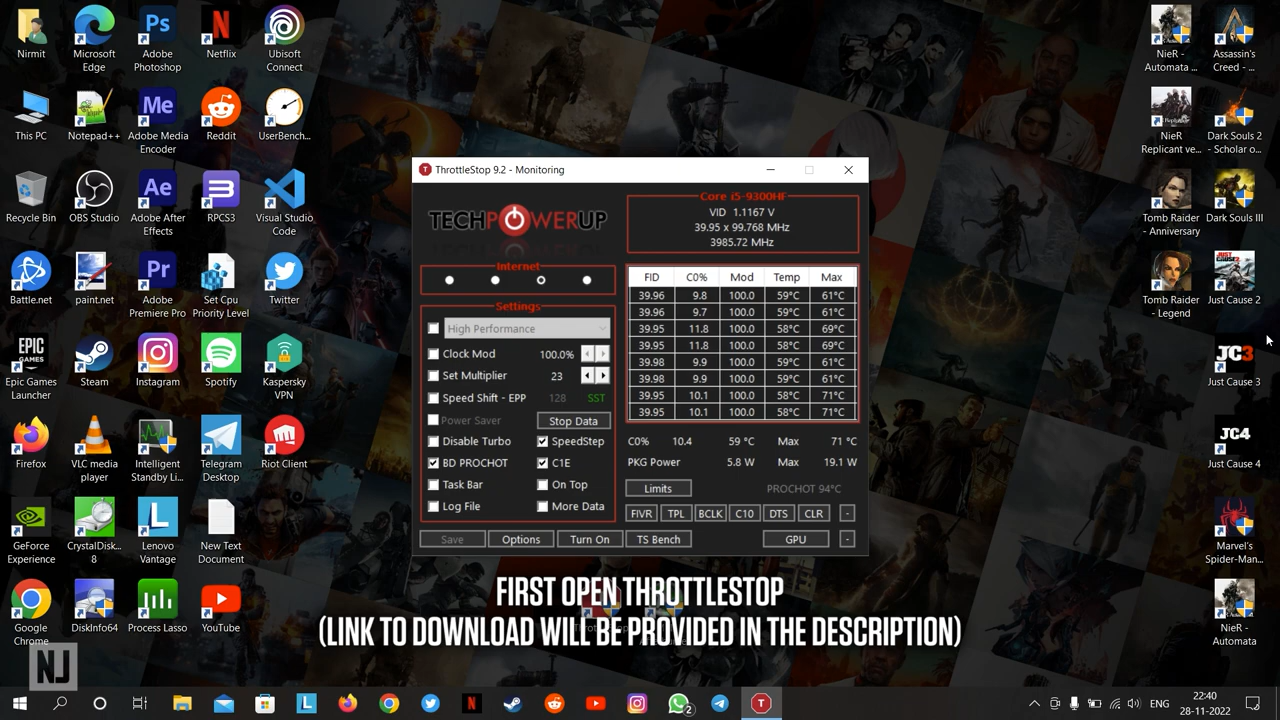 Nirmit
Microsoft Edge
Adobe Photoshop
Netflix
Ubisoft Connect
This PC
Notepad++
Adobe Media Encoder
Reddit
UserBenc...
Recycle Bin
OBS Studio
Adobe After Effects
RPCS3
Visual Studio Code
Battle.net
paint.net
Adobe Premiere Pro
Set Cpu Priority Level
Twitter
Epic Games Launcher
Steam
Instagram
Spotify
Kaspersky VPN
Firefox
VLC media player
Intelligent Standby Li...
Telegram Desktop
Riot Client
GeForce Experience
CrystalDisk... 8
Lenovo Vantage
New Text Document
Google Chrome
DiskInfo64
Process Lasso
YouTube
NJ
NieR - Automata ...
Assassin's Creed - ...
NieR Replicant ve...
Dark Souls 2 - Scholar o...
Tomb Raider - Anniversary
Dark Souls III
Tomb Raider - Legend
Just Cause 2
JC3
Just Cause 3
JC4
Just Cause 4
Marvel's Spider-Man...
NieR - Automata
ThrottleStop 9.2 - Monitoring
TECHPOWERUP
Core i5-9300HF
VID 1.1167 V
39.95 x 99.768 MHz
3985.72 MHz
Internet
Settings
High Performance
Clock Mod 100.0%
Set Multiplier 23
Speed Shift - EPP 128 SST
Power Saver Stop Data
Disable Turbo SpeedStep
BD PROCHOT C1E
Task Bar On Top
Log File More Data
FID C0% Mod Temp Max
39.96 9.8 100.0 59°C 61°C
39.96 9.7 100.0 59°C 61°C
39.95 11.8 100.0 58°C 69°C
39.95 11.8 100.0 58°C 69°C
39.98 9.9 100.0 59°C 61°C
39.98 9.9 100.0 59°C 61°C
39.95 10.1 100.0 58°C 71°C
39.95 10.1 100.0 58°C 71°C
C0% 10.4 59 °C Max 71 °C
PKG Power 5.8 W Max 19.1 W
Limits PROCHOT 94°C
FIVR TPL BCLK C10 DTS CLR -
Save Options Turn On TS Bench GPU -
FIRST OPEN THROTTLESTOP
(LINK TO DOWNLOAD WILL BE PROVIDED IN THE DESCRIPTION)
2
ENG
22:40
28-11-2022